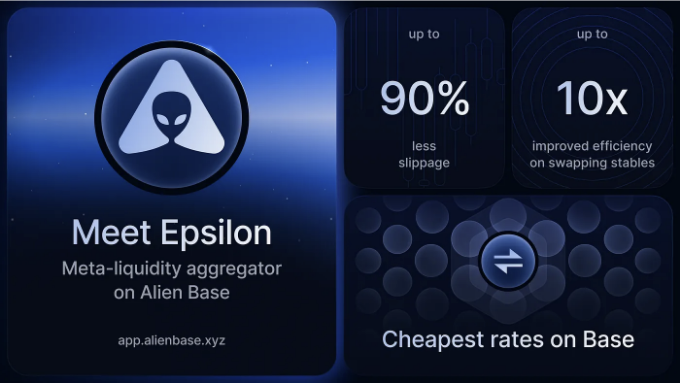 Meet Epsilon
Meta-liquidity aggregator
on Alien Base
app.alienbase.xyz
up to
90%
less
slippage
up to
10x
improved efficiency
on swapping stables
Cheapest rates on Base